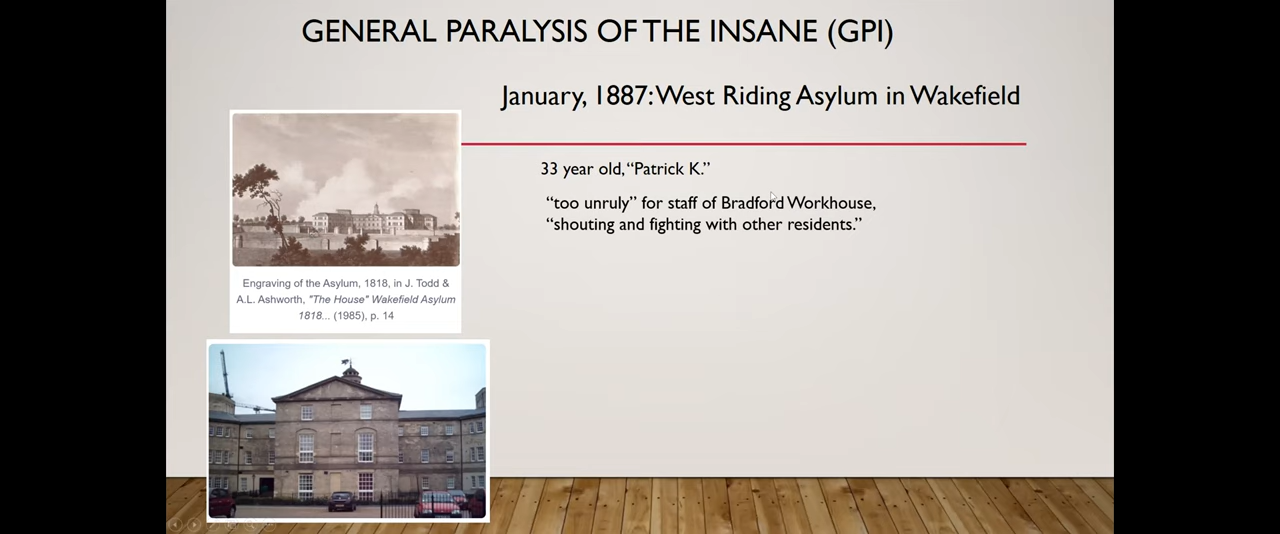 GENERAL PARALYSIS OF THE INSANE (GPI)
January, 1887: West Riding Asylum in Wakefield
33 year old, “Patrick K.”
“too unruly” for staff of Bradford Workhouse,
“shouting and fighting with other residents.”
Engraving of the Asylum, 1818, in J. Todd &
A.L. Ashworth, "The House" Wakefield Asylum
1818... (1985), p. 14